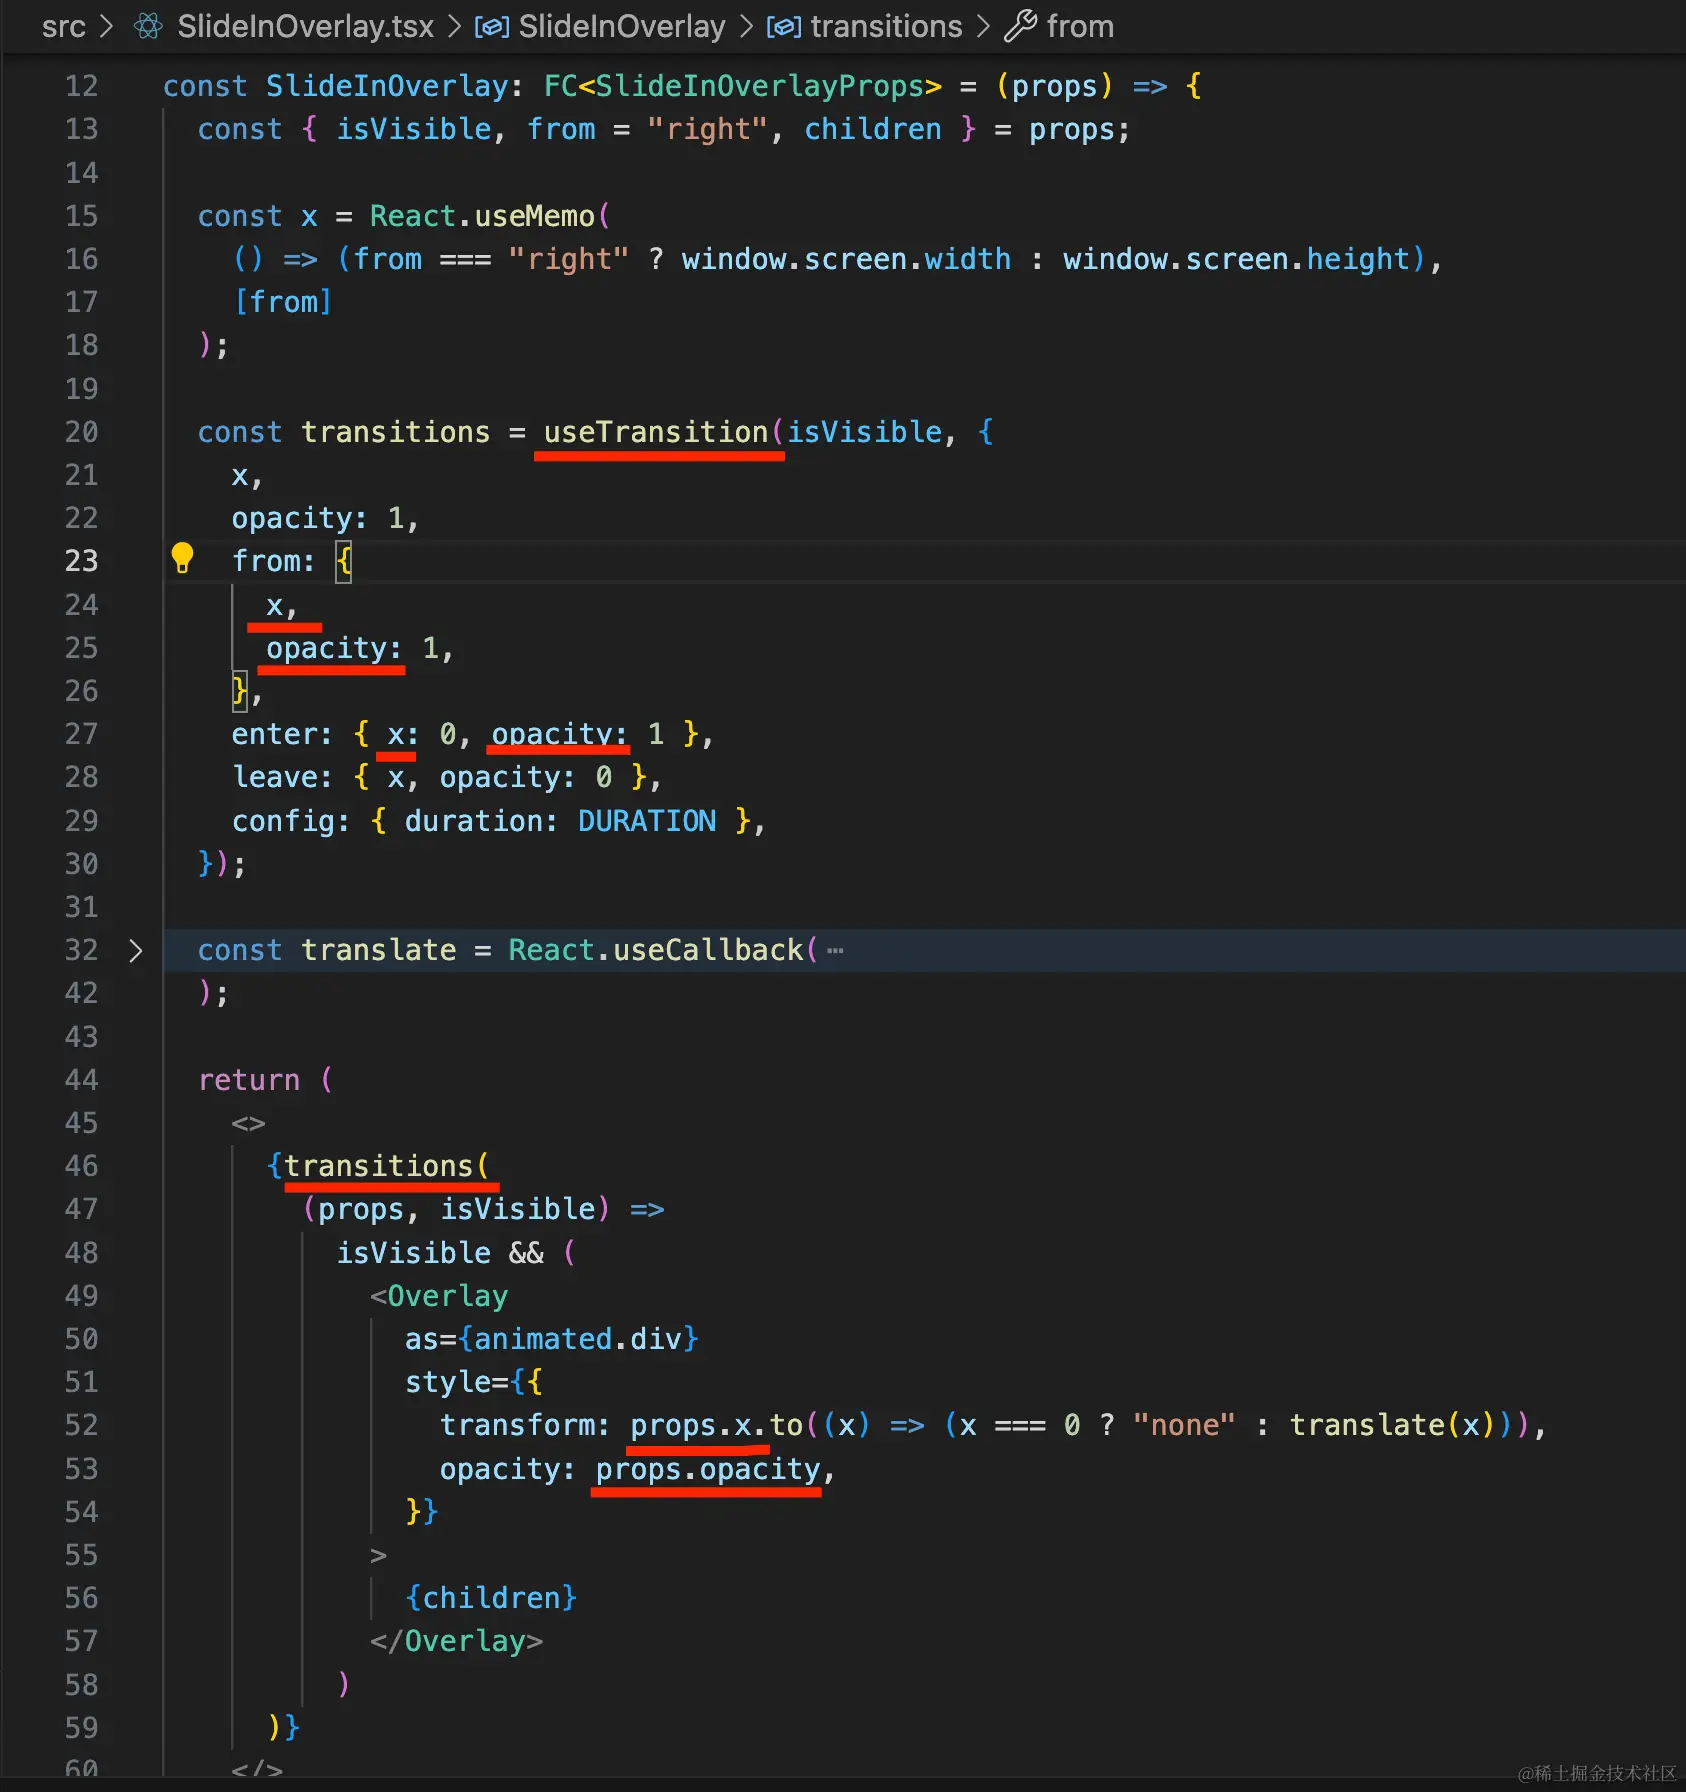 src > SlideInOverlay.tsx > SlideInOverlay > transitions > from
12 const SlideInOverlay: FC<SlideInOverlayProps> = (props) => {
13 const { isVisible, from = "right", children } = props;
14
15 const x = React.useMemo(
16 () => (from === "right" ? window.screen.width : window.screen.height),
17 [from]
18 );
19
20 const transitions = useTransition(isVisible, {
21 x,
22 opacity: 1,
23 from: {
24 x,
25 opacity: 1,
26 },
27 enter: { x: 0, opacity: 1 },
28 leave: { x, opacity: 0 },
29 config: { duration: DURATION },
30 });
31
32 const translate = React.useCallback( ⋯
42 );
43
44 return (
45 <>
46 {transitions(
47 (props, isVisible) =>
48 isVisible && (
49 <Overlay
50 as={animated.div}
51 style={{
52 transform: props.x.to((x) => (x === 0 ? "none" : translate(x))),
53 opacity: props.opacity,
54 }}
55 >
56 {children}
57 </Overlay>
58 )
59 )}
60 </>
@稀土掘金技术社区